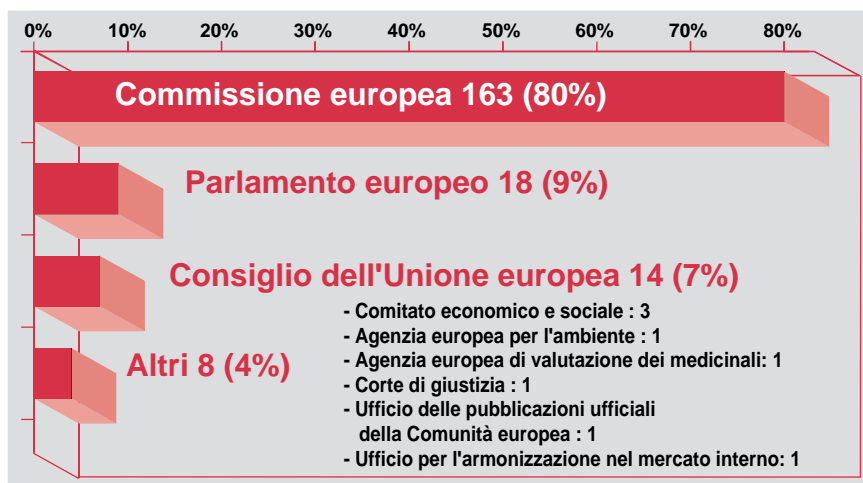 0% 10% 20% 30% 40% 50% 60% 70% 80%
Commissione europea 163 (80%)
Parlamento europeo 18 (9%)
Consiglio dell'Unione europea 14 (7%)
Altri 8 (4%)
- Comitato economico e sociale : 3
- Agenzia europea per l'ambiente : 1
- Agenzia europea di valutazione dei medicinali: 1
- Corte di giustizia : 1
- Ufficio delle pubblicazioni ufficiali
della Comunità europea : 1
- Ufficio per l'armonizzazione nel mercato interno: 1